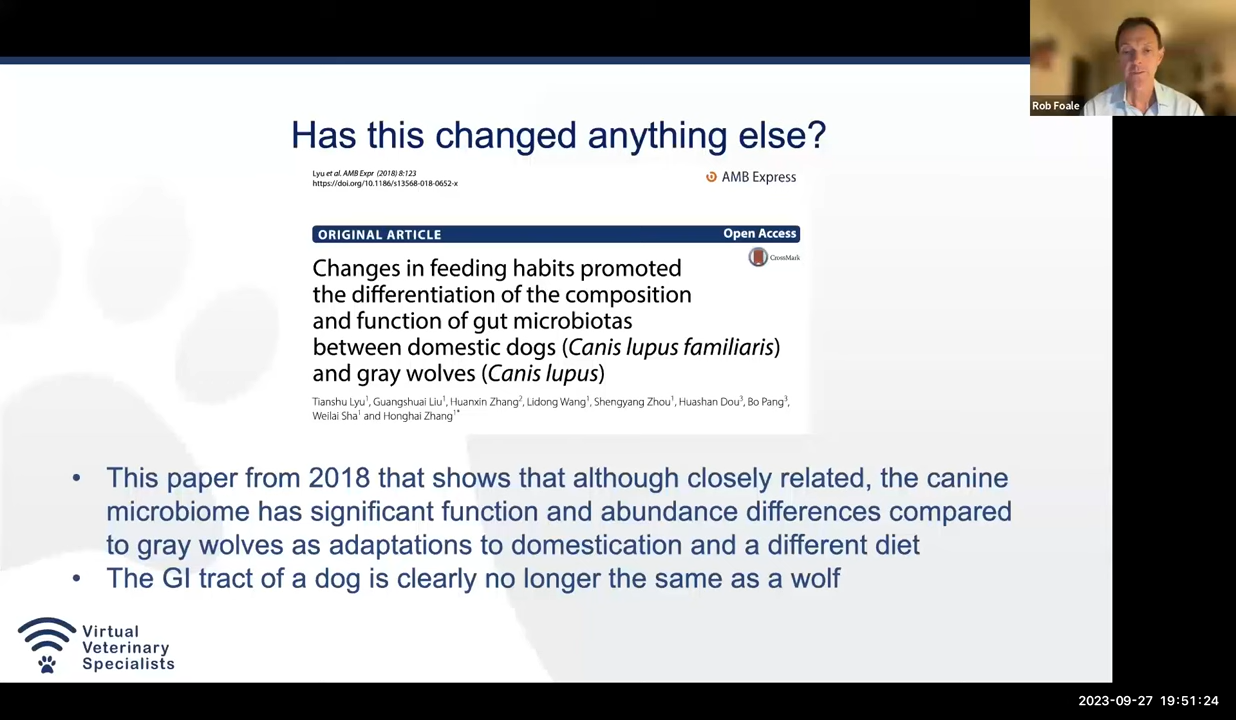 Rob Foale
Has this changed anything else?
Lyu et al. AMB Expr (2018) 8:123
https://doi.org/10.1186/s13568-018-0652-x
AMB Express
ORIGINAL ARTICLE
Open Access
CrossMark
Changes in feeding habits promoted
the differentiation of the composition
and function of gut microbiotas
between domestic dogs (Canis lupus familiaris)
and gray wolves (Canis lupus)
Tianshu Lyu1, Guangshuai Liu1, Huanxin Zhang2, Lidong Wang1, Shengyang Zhou1, Huashan Dou3, Bo Pang3,
Weilai Sha1 and Honghai Zhang1*
• This paper from 2018 that shows that although closely related, the canine
microbiome has significant function and abundance differences compared
to gray wolves as adaptations to domestication and a different diet
• The GI tract of a dog is clearly no longer the same as a wolf
Virtual
Veterinary
Specialists
2023-09-27 19:51:24